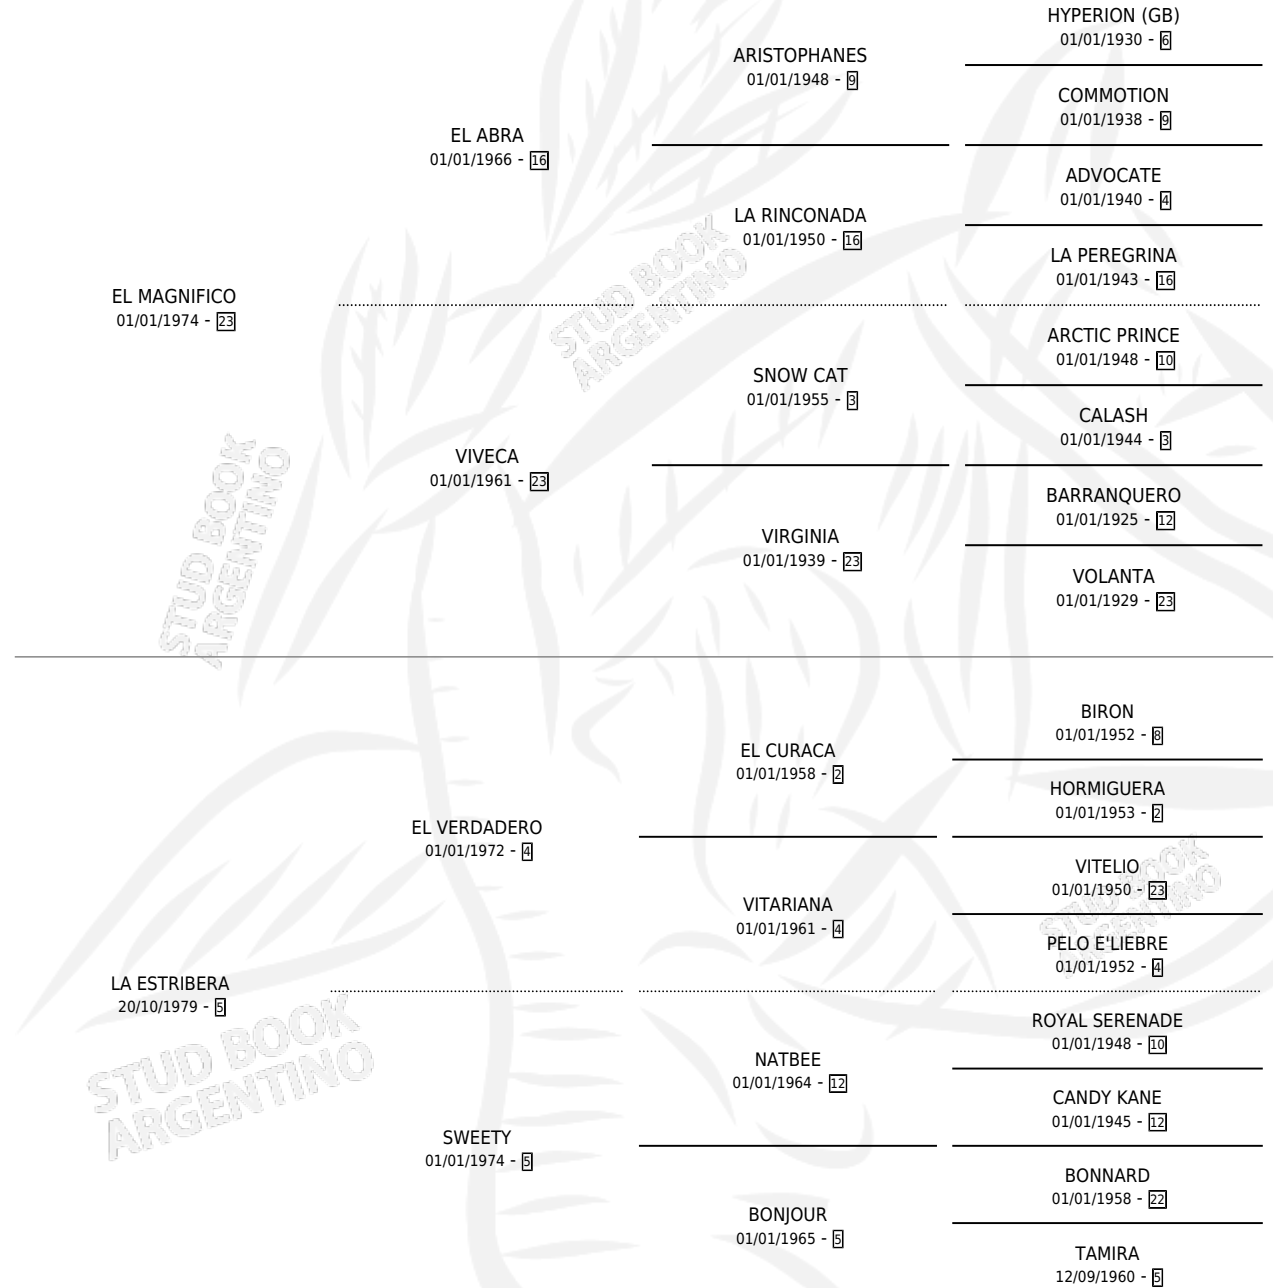 HYPERION (GB)
01/01/1930 - 6
ARISTOPHANES
01/01/1948 - 9
COMMOTION
01/01/1938 - 9
EL ABRA
01/01/1966 - 16
ADVOCATE
01/01/1940 - 4
LA RINCONADA
01/01/1950 - 16
LA PEREGRINA
01/01/1943 - 16
EL MAGNIFICO
01/01/1974 - 23
STUD BOOK
ARGENTINO
ARCTIC PRINCE
01/01/1948 - 10
SNOW CAT
01/01/1955 - 3
CALASH
01/01/1944 - 3
VIVECA
01/01/1961 - 23
BARRANQUERO
01/01/1925 - 12
VIRGINIA
01/01/1939 - 23
VOLANTA
01/01/1929 - 23
STUD BOOK
ARGENTINO
BIRON
01/01/1952 - 8
EL CURACA
01/01/1958 - 2
HORMIGUERA
01/01/1953 - 2
EL VERDADERO
01/01/1972 - 4
VITELIO
01/01/1950 - 23
STUD BOOK
ARGENTINO
VITARIANA
01/01/1961 - 4
PELO E'LIEBRE
01/01/1952 - 4
LA ESTRIBERA
20/10/1979 - 5
ROYAL SERENADE
01/01/1948 - 10
NATBEE
01/01/1964 - 12
CANDY KANE
01/01/1945 - 12
STUD BOOK
ARGENTINO
SWEETY
01/01/1974 - 5
BONNARD
01/01/1958 - 22
BONJOUR
01/01/1965 - 5
TAMIRA
12/09/1960 - 5